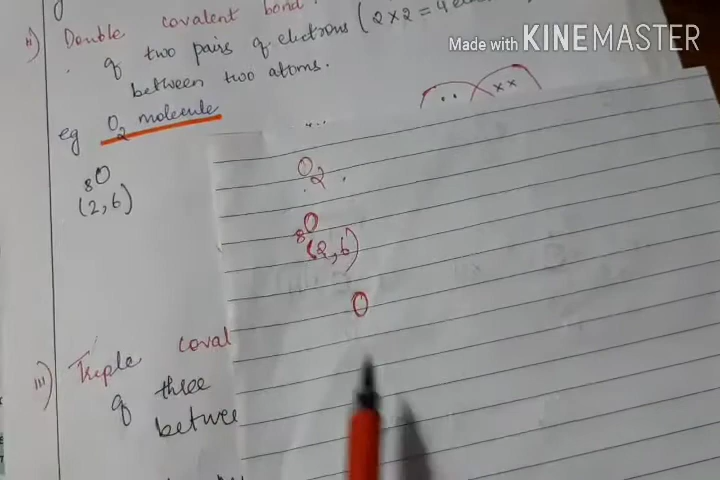 ii) Double covalent bond
of two pairs of electrons (2×2=4
between two atoms.
eg O2 molecule
8O
(2,6)
O2
8O
(2,6)
O
iii) Triple coval
of three
betwee
Made with KINEMASTER